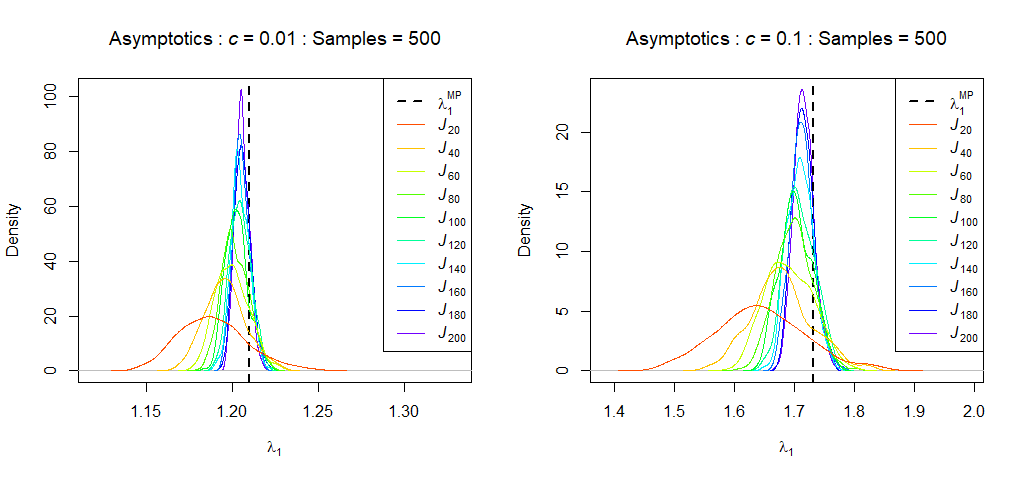 Asymptotics : c = 0.01 : Samples = 500
Density
0
20
40
60
80
100
1.15
1.20
1.25
1.30
λ1
λ1MP
J20
J40
J60
J80
J100
J120
J140
J160
J180
J200
Asymptotics : c = 0.1 : Samples = 500
Density
0
5
10
15
20
1.4
1.5
1.6
1.7
1.8
1.9
2.0
λ1
λ1MP
J20
J40
J60
J80
J100
J120
J140
J160
J180
J200